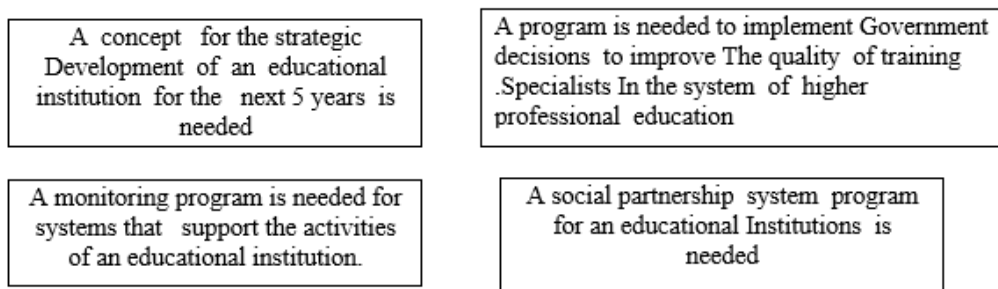 A concept for the strategic
Development of an educational
institution for the next 5 years is
needed
A program is needed to implement Government
decisions to improve The quality of training
.Specialists In the system of higher
professional education
A monitoring program is needed for
systems that support the activities
of an educational institution.
A social partnership system program
for an educational Institutions is
needed